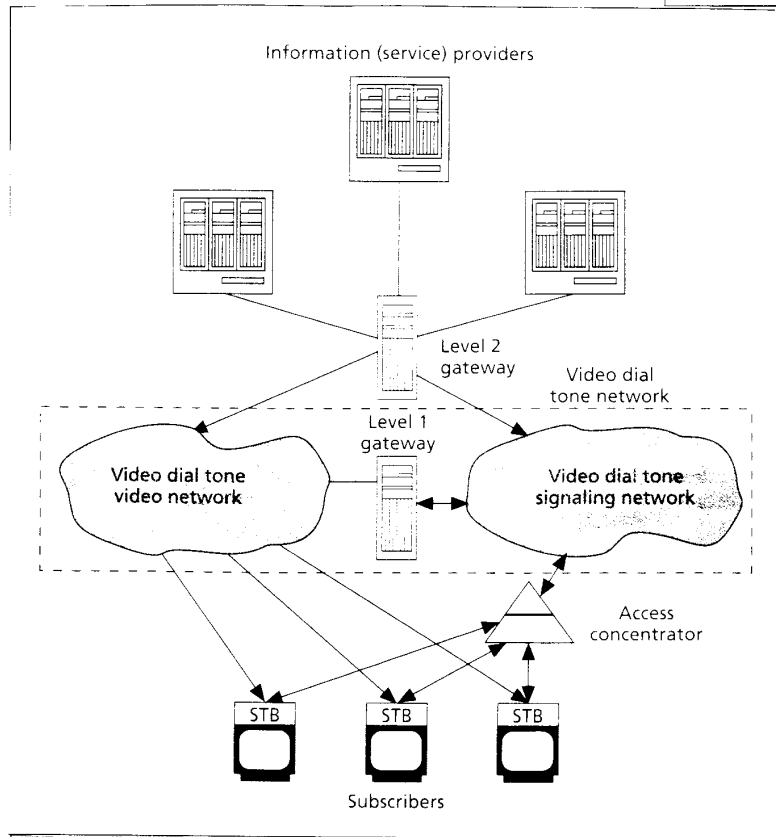 Information (service) providers
Level 2
gateway
Video dial
tone network
Level 1
gateway
Video dial tone
video network
Video dial tone
signaling network
Access
concentrator
STB
STB
STB
Subscribers